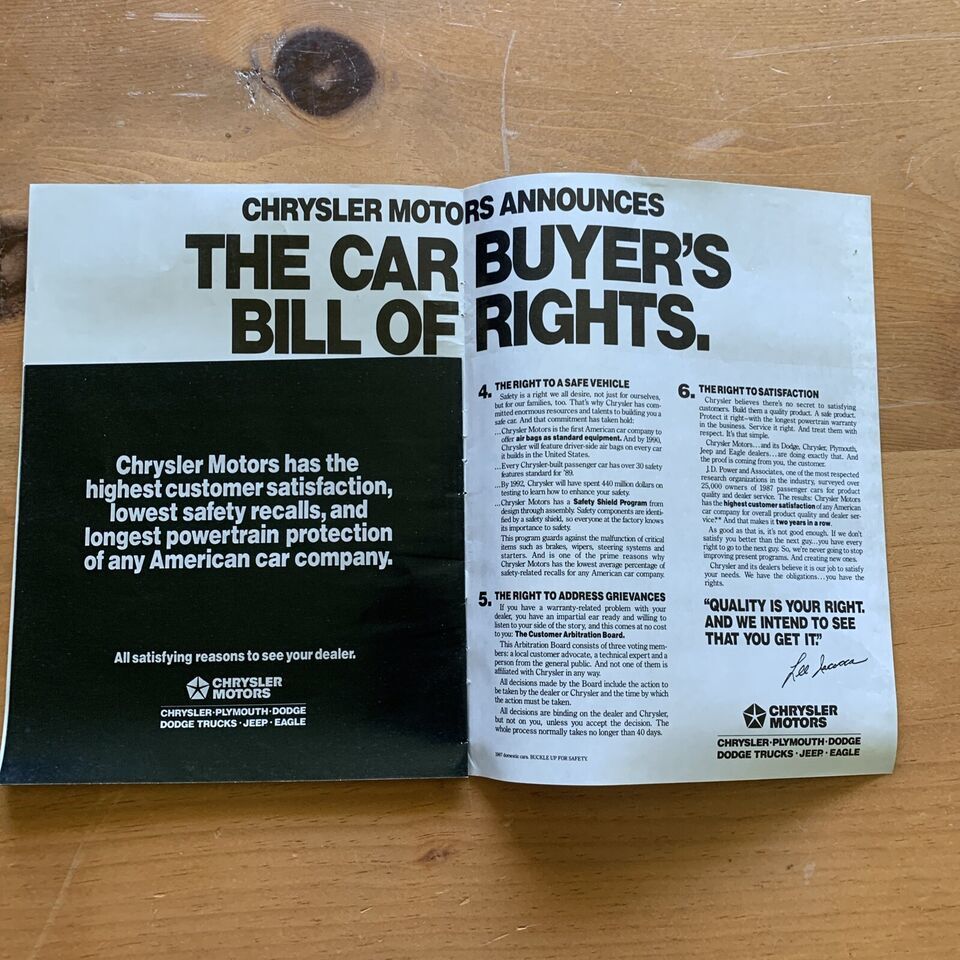 CHRYSLER MOTORS ANNOUNCES
THE CAR BUYER'S
BILL OF RIGHTS.
Chrysler Motors has the
highest customer satisfaction,
lowest safety recalls, and
longest powertrain protection
of any American car company.
All satisfying reasons to see your dealer.
CHRYSLER
MOTORS
CHRYSLER·PLYMOUTH·DODGE
DODGE TRUCKS·JEEP·EAGLE
4. THE RIGHT TO A SAFE VEHICLE
Safety is a right we all desire, not just for ourselves,
but for our families, too. That's why Chrysler has com-
mitted enormous resources and talents to building you a
safe car. And that commitment has taken hold:
...Chrysler Motors is the first American car company to
offer air bags as standard equipment. And by 1990,
Chrysler will feature driver-side air bags on every car
it builds in the United States.
...Every Chrysler-built passenger car has over 30 safety
features standard for '89.
...By 1992, Chrysler will have spent 440 million dollars on
testing to learn how to enhance your safety.
...Chrysler Motors has a Safety Shield Program from
design through assembly. Safety components are identi-
fied by a safety shield, so everyone at the factory knows
its importance to safety.
This program guards against the malfunction of critical
items such as brakes, wipers, steering systems and
starters. And is one of the prime reasons why
Chrysler Motors has the lowest average percentage of
safety-related recalls for any American car company.
5. THE RIGHT TO ADDRESS GRIEVANCES
If you have a warranty-related problem with your
dealer, you have an impartial ear ready and willing to
listen to your side of the story, and this comes at no cost
to you: The Customer Arbitration Board.
This Arbitration Board consists of three voting mem-
bers: a local customer advocate, a technical expert and a
person from the general public. And not one of them is
affiliated with Chrysler in any way.
All decisions made by the Board include the action to
be taken by the dealer or Chrysler and the time by which
the action must be taken.
All decisions are binding on the dealer and Chrysler,
but not on you, unless you accept the decision. The
whole process normally takes no longer than 40 days.
1987 domestic cars. BUCKLE UP FOR SAFETY.
6. THE RIGHT TO SATISFACTION
Chrysler believes there's no secret to satisfying
customers. Build them a quality product. A safe product.
Protect it right–with the longest powertrain warranty
in the business. Service it right. And treat them with
respect. It's that simple.
Chrysler Motors...and its Dodge, Chrysler, Plymouth,
Jeep and Eagle dealers...are doing exactly that. And
the proof is coming from you, the customer.
J.D. Power and Associates, one of the most respected
research organizations in the industry, surveyed over
25,000 owners of 1987 passenger cars for product
quality and dealer service. The results: Chrysler Motors
has the highest customer satisfaction of any American
car company for overall product quality and dealer ser-
vice** And that makes it two years in a row.
As good as that is, it's not good enough. If we don't
satisfy you better than the next guy...you have every
right to go to the next guy. So, we're never going to stop
improving present programs. And creating new ones.
Chrysler and its dealers believe it is our job to satisfy
your needs. We have the obligations...you have the
rights.
“QUALITY IS YOUR RIGHT.
AND WE INTEND TO SEE
THAT YOU GET IT.”
Lee Iacocca
CHRYSLER
MOTORS
CHRYSLER·PLYMOUTH·DODGE
DODGE TRUCKS·JEEP·EAGLE